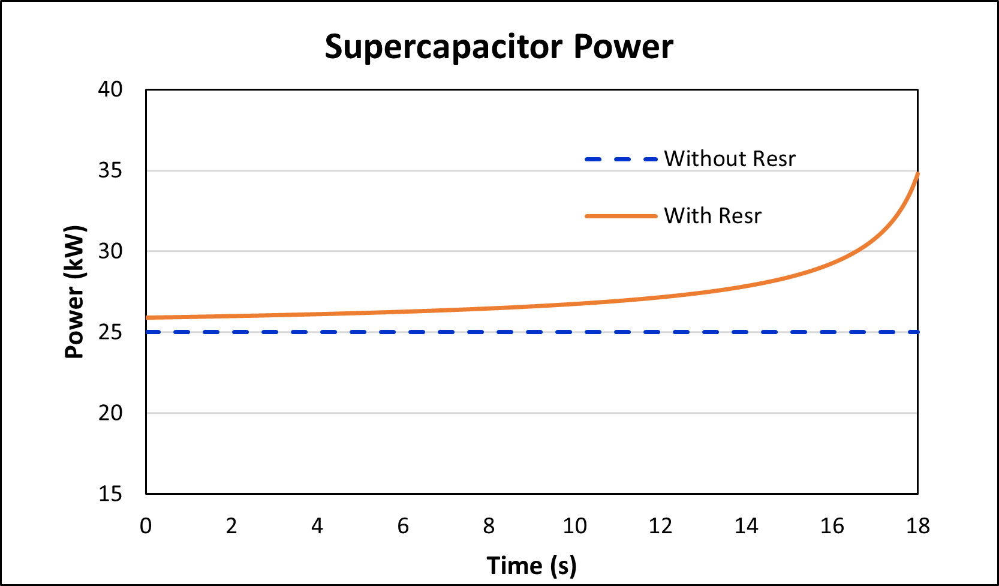 Supercapacitor Power
40
35
30
25
20
15
Power (kW)
Without Resr
With Resr
0 2 4 6 8 10 12 14 16 18
Time (s)